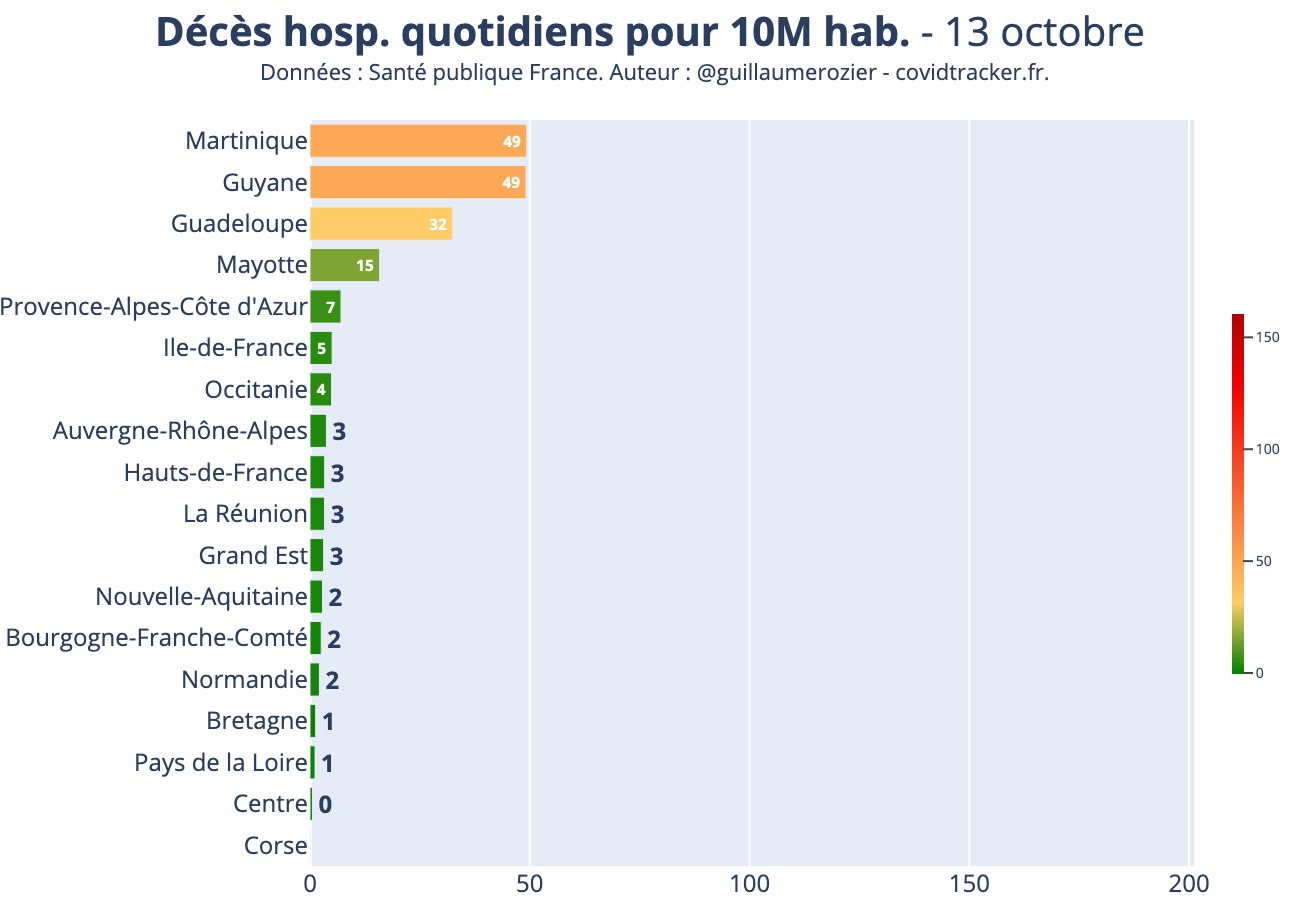 Décès hosp. quotidiens pour 10M hab. - 13 octobre
Données : Santé publique France. Auteur : @guillaumerozier - covidtracker.fr.
Martinique 49
Guyane 49
Guadeloupe 32
Mayotte 15
Provence-Alpes-Côte d'Azur 7
Ile-de-France 5
Occitanie 4
Auvergne-Rhône-Alpes 3
Hauts-de-France 3
La Réunion 3
Grand Est 3
Nouvelle-Aquitaine 2
Bourgogne-Franche-Comté 2
Normandie 2
Bretagne 1
Pays de la Loire 1
Centre 0
Corse
0 50 100 150 200
150
100
50
0